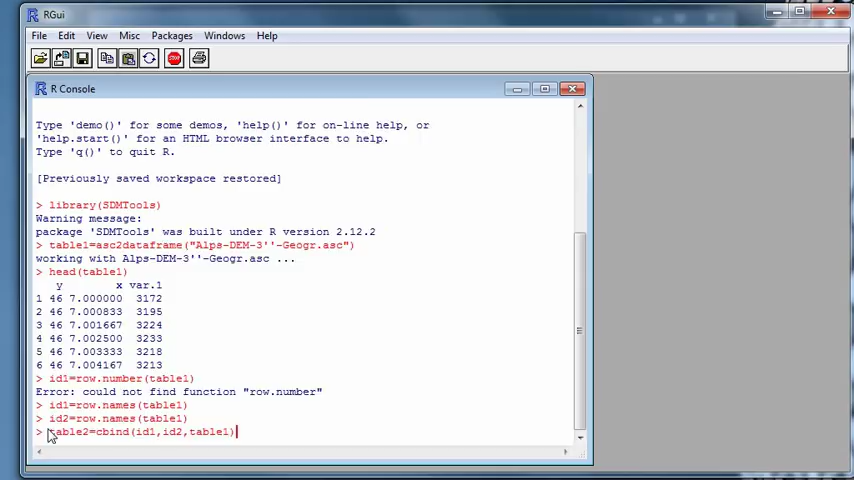 RGui
File Edit View Misc Packages Windows Help
STOP
R Console
Type 'demo()' for some demos, 'help()' for on-line help, or
'help.start()' for an HTML browser interface to help.
Type 'q()' to quit R.
[Previously saved workspace restored]
> library(SDMTools)
Warning message:
package 'SDMTools' was built under R version 2.12.2
> table1=asc2dataframe("Alps-DEM-3''-Geogr.asc")
working with Alps-DEM-3''-Geogr.asc ...
> head(table1)
y x var.1
1 46 7.000000 3172
2 46 7.000833 3195
3 46 7.001667 3224
4 46 7.002500 3233
5 46 7.003333 3218
6 46 7.004167 3213
> id1=row.number(table1)
Error: could not find function "row.number"
> id1=row.names(table1)
> id2=row.names(table1)
> table2=cbind(id1,id2,table1)